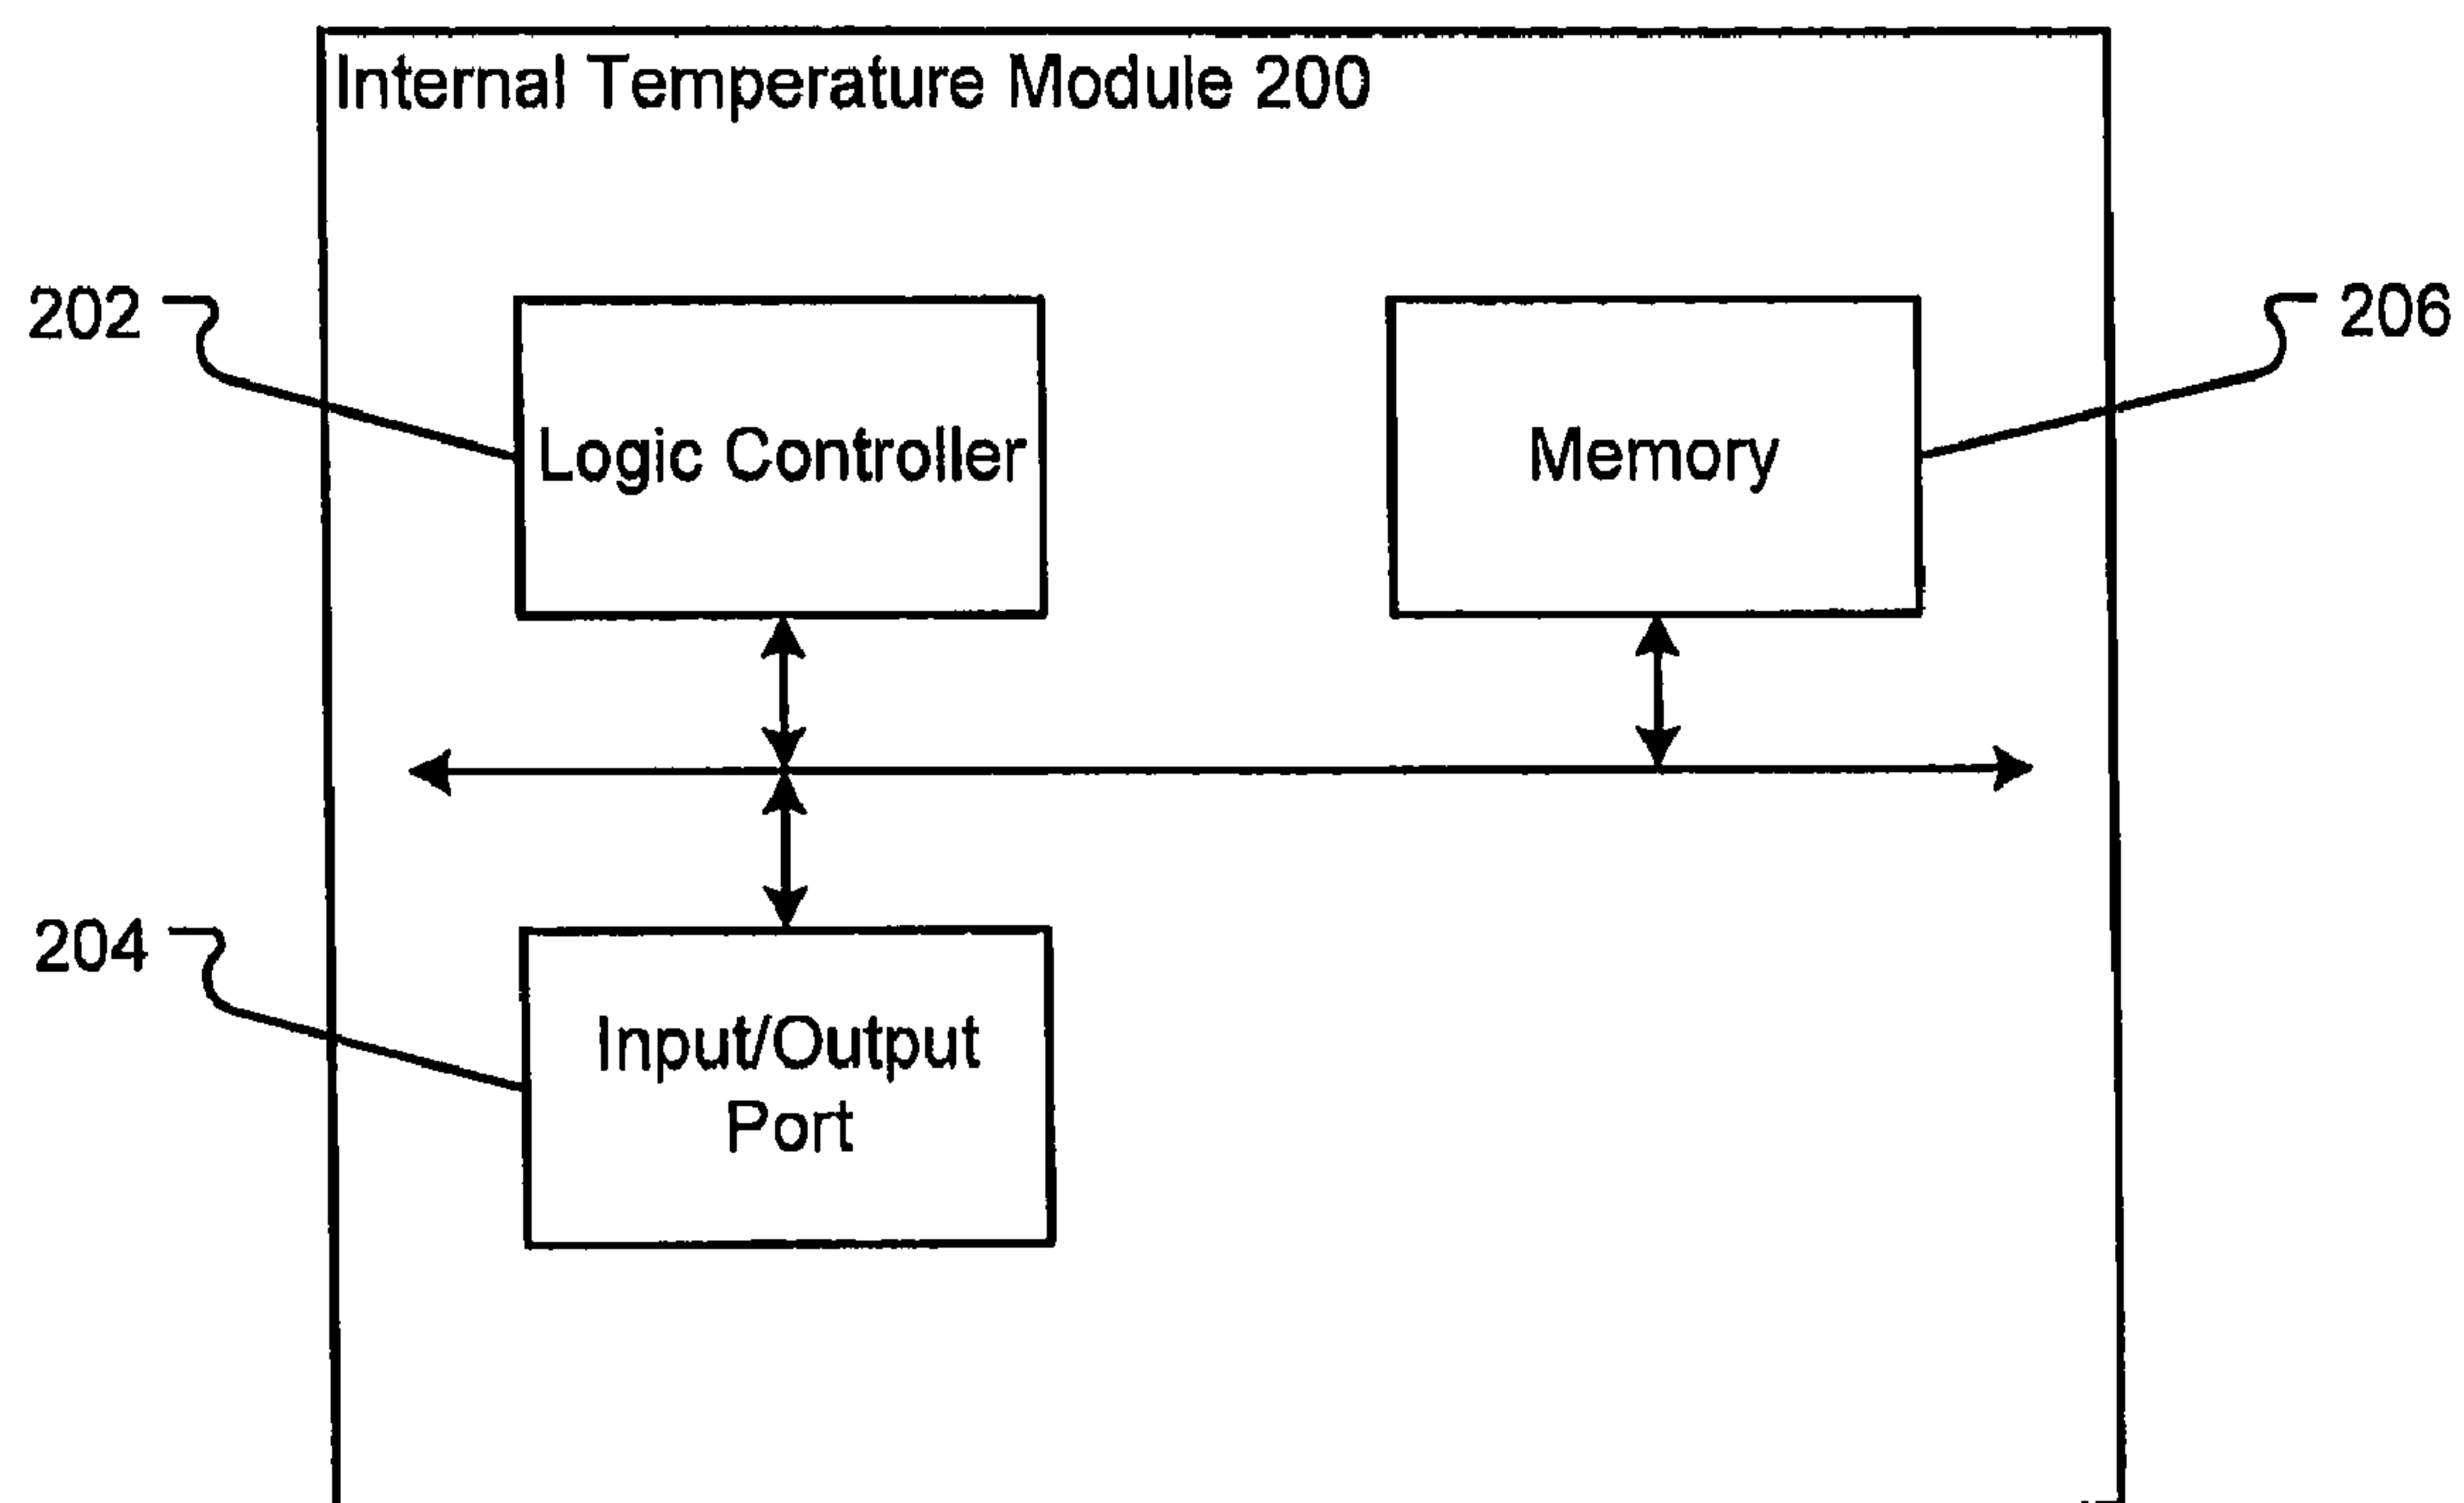 Internal Temperature Module 200
202
206
Logic Controller
Memory
204
Input/Output
Port